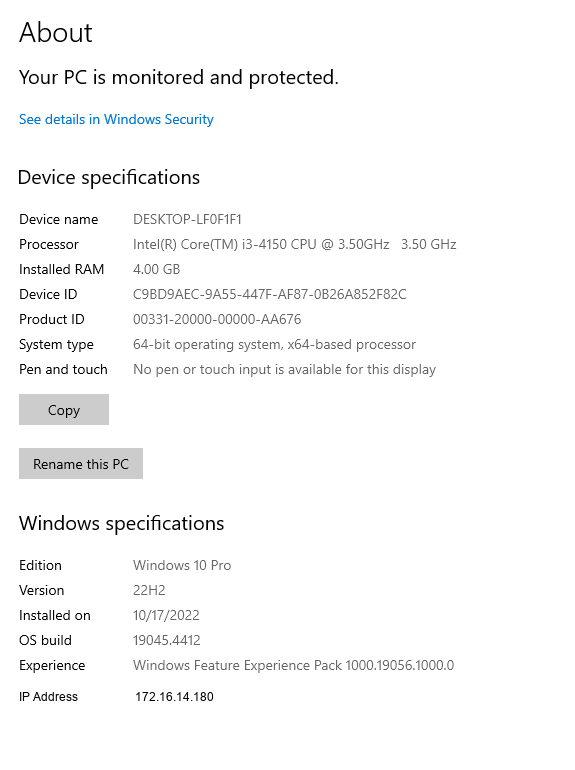 About
Your PC is monitored and protected.
See details in Windows Security
Device specifications
Device name DESKTOP-LF0F1F1
Processor Intel(R) Core(TM) i3-4150 CPU @ 3.50GHz 3.50 GHz
Installed RAM 4.00 GB
Device ID C9BD9AEC-9A55-447F-AF87-0B26A852F82C
Product ID 00331-20000-00000-AA676
System type 64-bit operating system, x64-based processor
Pen and touch No pen or touch input is available for this display
Copy
Rename this PC
Windows specifications
Edition Windows 10 Pro
Version 22H2
Installed on 10/17/2022
OS build 19045.4412
Experience Windows Feature Experience Pack 1000.19056.1000.0
IP Address 172.16.14.180